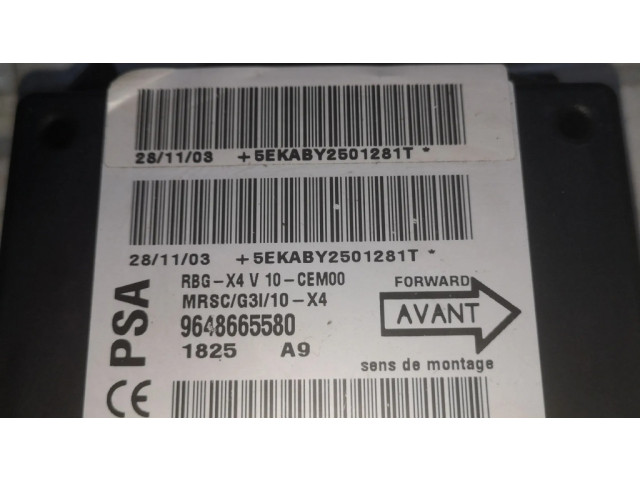 28/11/03 +5EKABY2501281T*
28/11/03 +5EKABY2501281T*
RBG-X4 V 10-CEM00
MRSC/G3I/10-X4
9648665580
1825 A9
FORWARD
AVANT
sens de montage
CE PSA